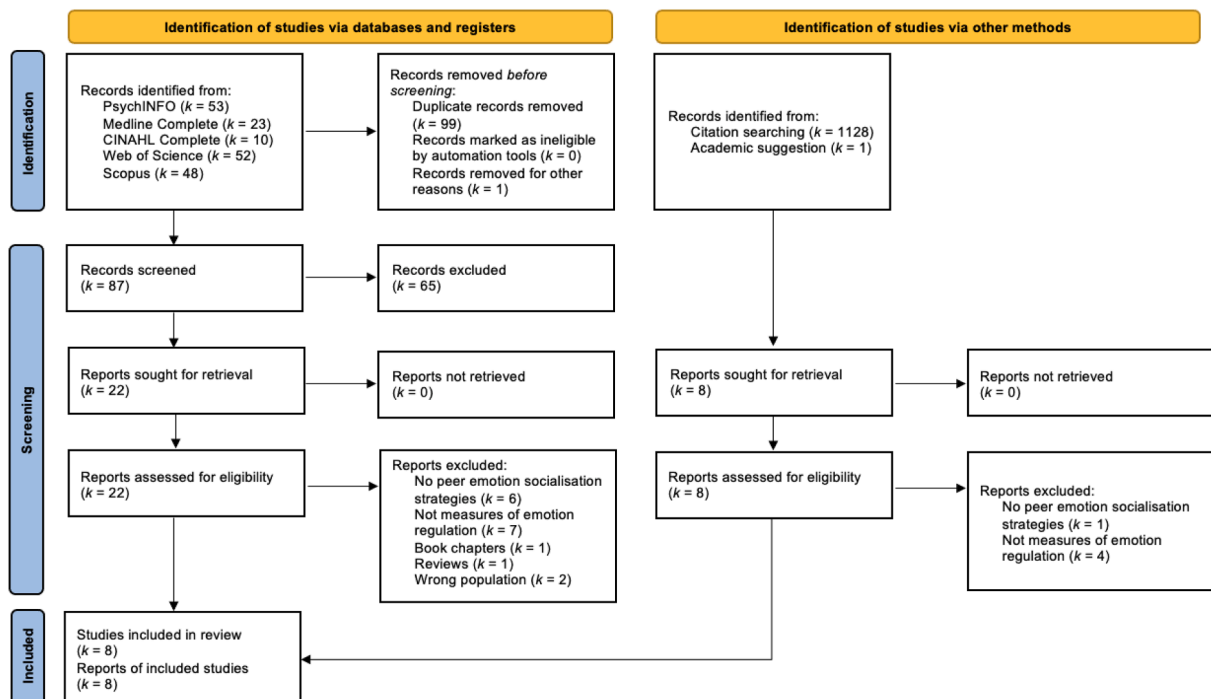 Identification of studies via databases and registers
Identification of studies via other methods
Identification
Records identified from:
PsychINFO (k = 53)
Medline Complete (k = 23)
CINAHL Complete (k = 10)
Web of Science (k = 52)
Scopus (k = 48)
Records removed before
screening:
Duplicate records removed
(k = 99)
Records marked as ineligible
by automation tools (k = 0)
Records removed for other
reasons (k = 1)
Records identified from:
Citation searching (k = 1128)
Academic suggestion (k = 1)
Screening
Records screened
(k = 87)
Records excluded
(k = 65)
Reports sought for retrieval
(k = 22)
Reports not retrieved
(k = 0)
Reports sought for retrieval
(k = 8)
Reports not retrieved
(k = 0)
Reports assessed for eligibility
(k = 22)
Reports excluded:
No peer emotion socialisation
strategies (k = 6)
Not measures of emotion
regulation (k = 7)
Book chapters (k = 1)
Reviews (k = 1)
Wrong population (k = 2)
Reports assessed for eligibility
(k = 8)
Reports excluded:
No peer emotion socialisation
strategies (k = 1)
Not measures of emotion
regulation (k = 4)
Included
Studies included in review
(k = 8)
Reports of included studies
(k = 8)